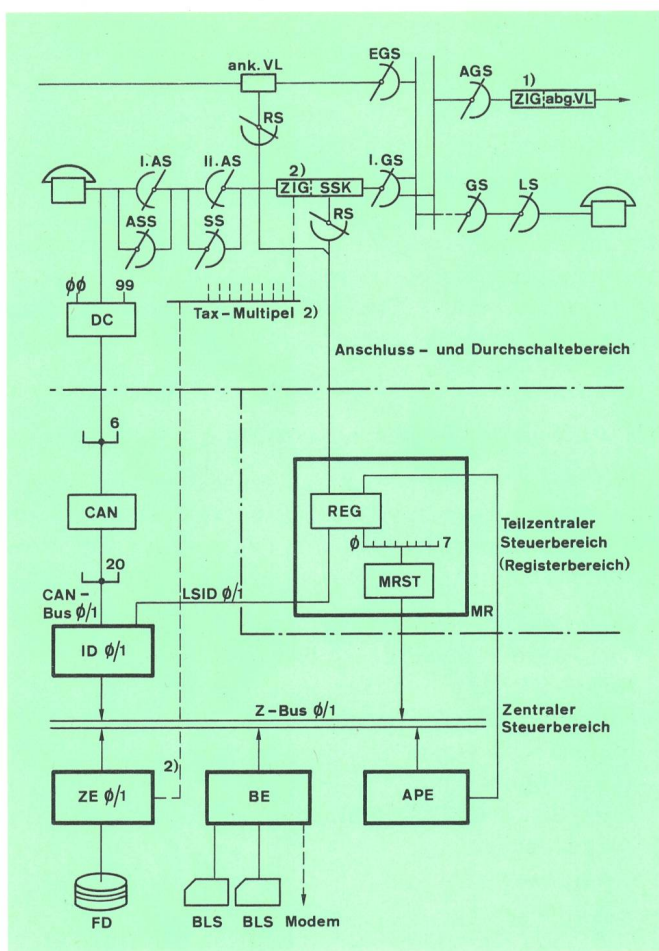 EGS
ank. VL
AGS
1)
ZIG abg.VL
RS
I.AS
II.AS
2)
ZIG SSK
I.GS
GS
LS
ASS
SS
RS
φφ
99
DC
Tax-Multipel 2)
Anschluss- und Durchschaltebereich
6
CAN
REG
φ
7
Teilzentraler
Steuerbereich
(Registerbereich)
20
MRST
CAN-
Bus φ/1
LSID φ/1
MR
ID φ/1
Z-Bus φ/1
Zentraler
Steuerbereich
2)
ZE φ/1
BE
APE
FD
BLS
BLS
Modem